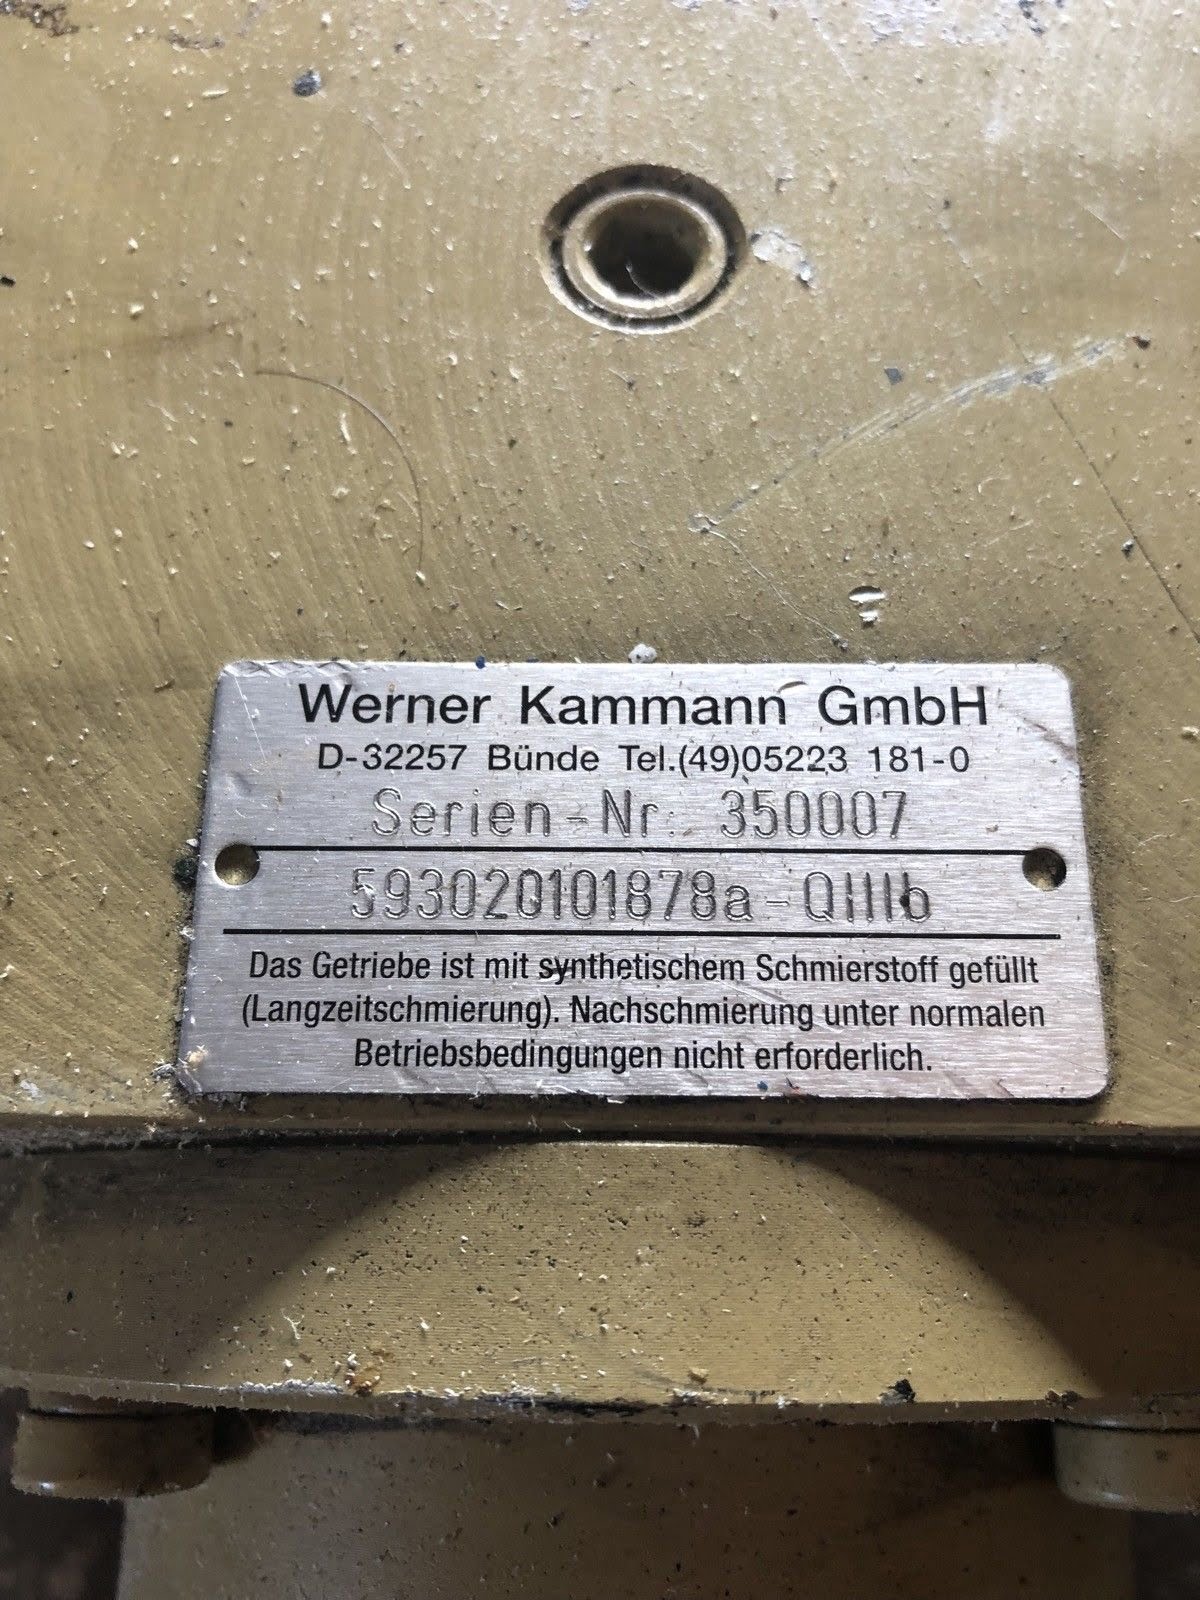 Werner Kammann GmbH
D-32257 Bünde Tel.(49)05223 181-0
Serien-Nr.: 350007
593020101878a-QIIIb
Das Getriebe ist mit synthetischem Schmierstoff gefüllt
(Langzeitschmierung). Nachschmierung unter normalen
Betriebsbedingungen nicht erforderlich.